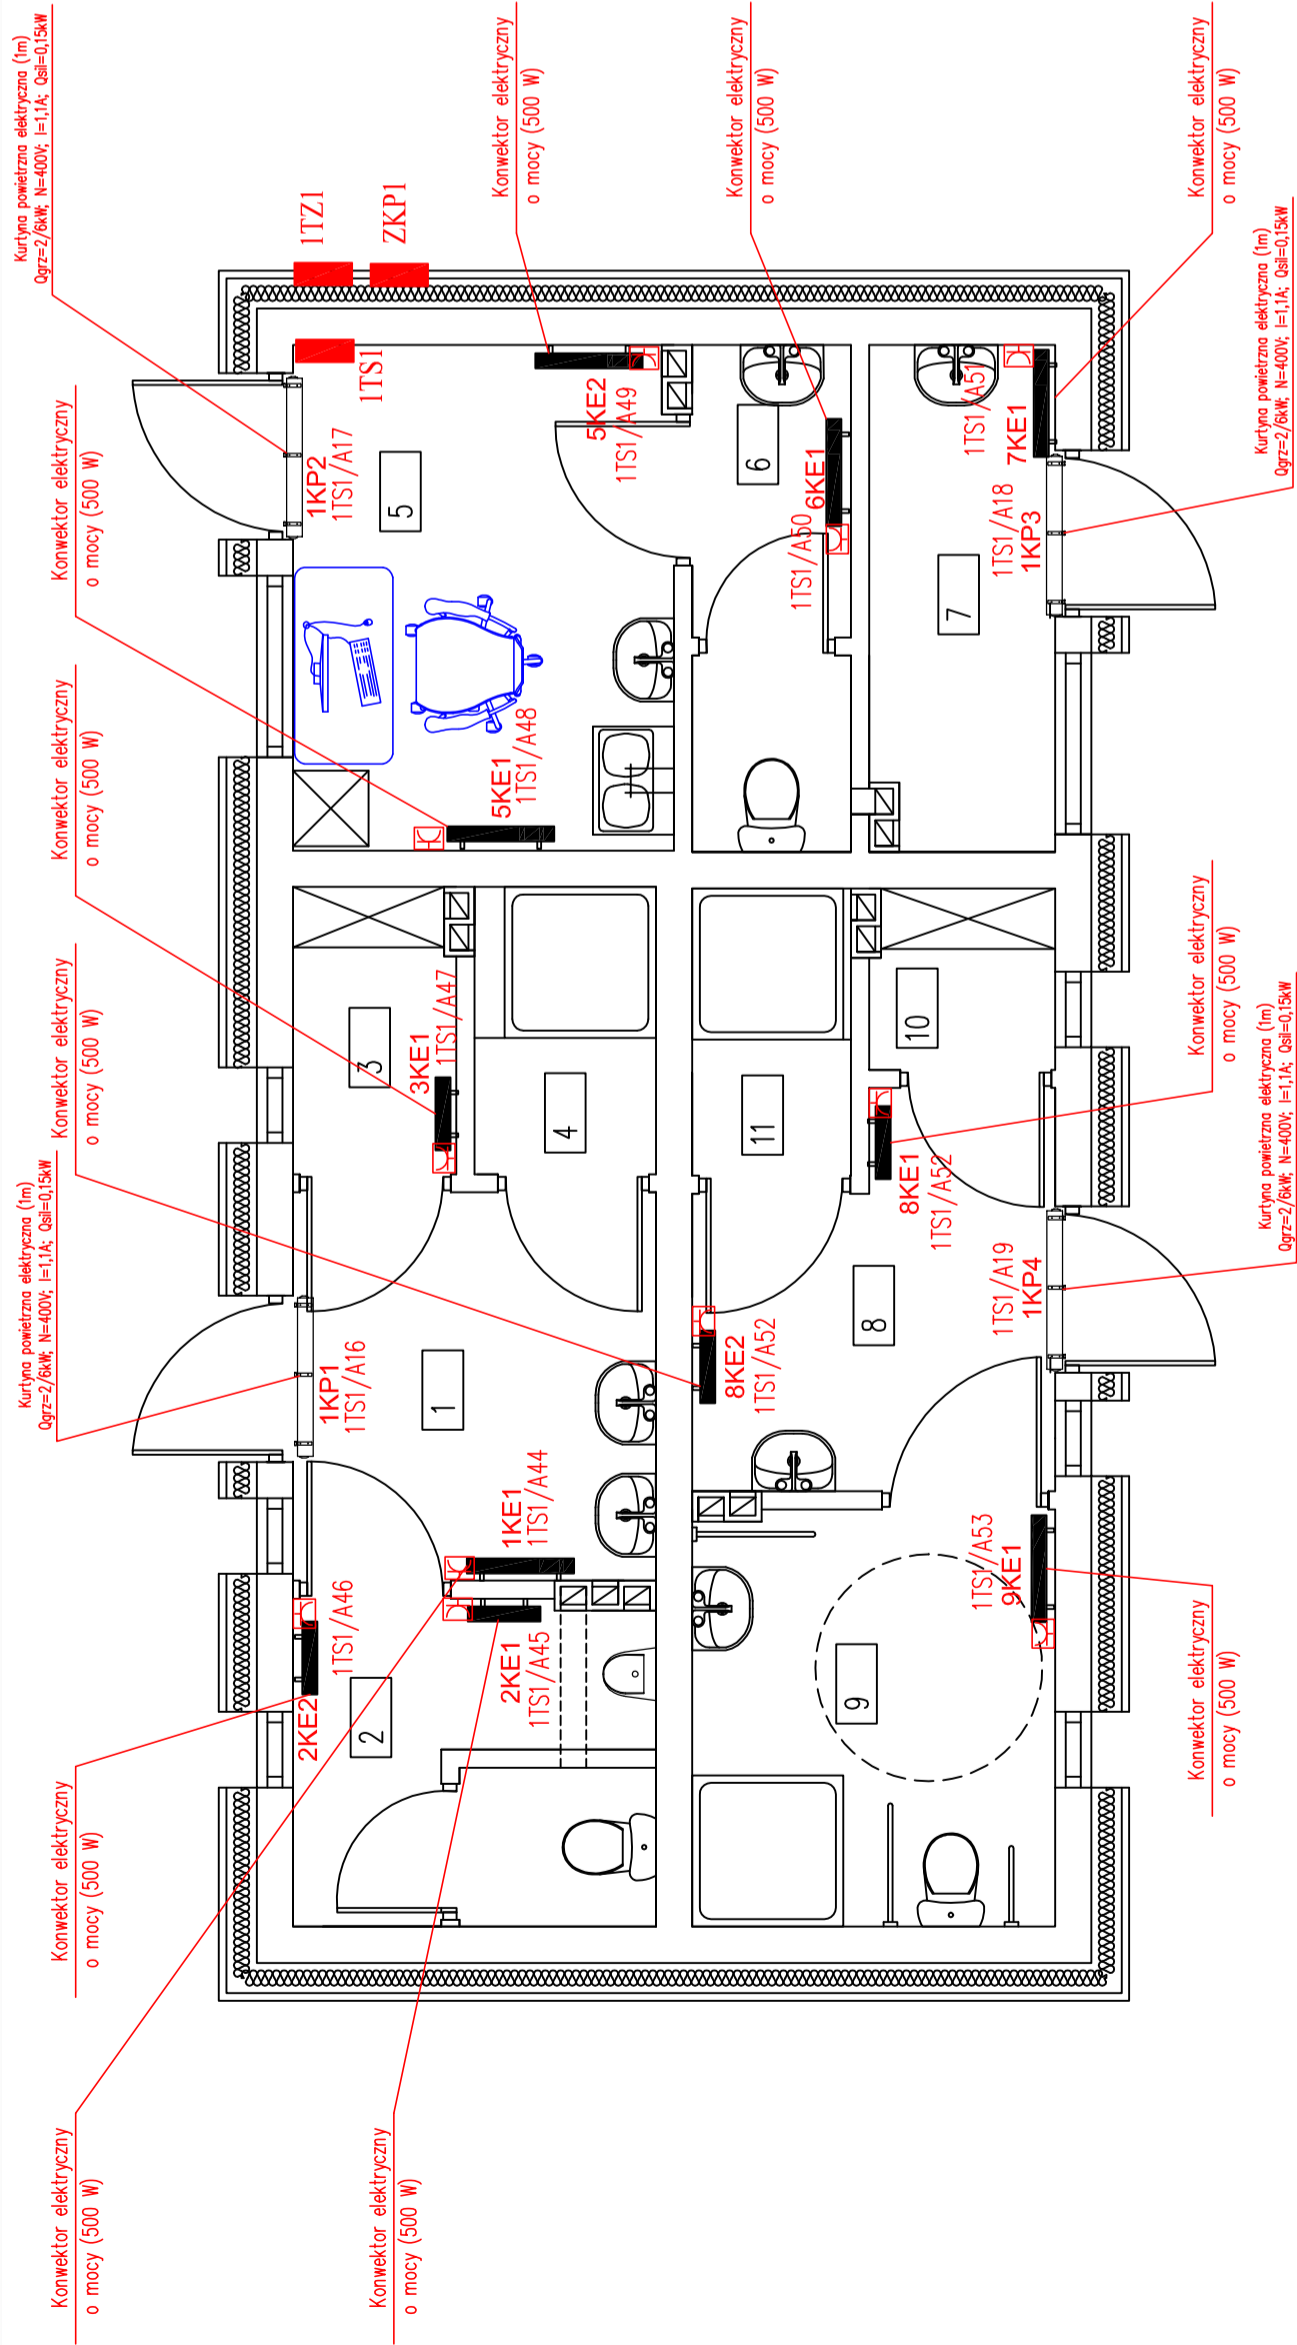 Kurtyna powietrzna elektryczna (1m)
Qgrz=2/6kW; N=400V; I=1,1A; Qsil=0,15kW
Konwektor elektryczny
o mocy (500 W)
Konwektor elektryczny
o mocy (500 W)
Konwektor elektryczny
o mocy (500 W)
Kurtyna powietrzna elektryczna (1m)
Qgrz=2/6kW; N=400V; I=1,1A; Qsil=0,15kW
Konwektor elektryczny
o mocy (500 W)
Konwektor elektryczny
o mocy (500 W)
Konwektor elektryczny
o mocy (500 W)
Konwektor elektryczny
o mocy (500 W)
Konwektor elektryczny
o mocy (500 W)
Konwektor elektryczny
o mocy (500 W)
Kurtyna powietrzna elektryczna (1m)
Qgrz=2/6kW; N=400V; I=1,1A; Qsil=0,15kW
Konwektor elektryczny
o mocy (500 W)
Kurtyna powietrzna elektryczna (1m)
Qgrz=2/6kW; N=400V; I=1,1A; Qsil=0,15kW
Konwektor elektryczny
o mocy (500 W)
1TZ1
ZKP1
1TS1
1KP2
1TS1/A17
5
5KE2
1TS1/A49
6
6KE1
1TS1/A50
1TS1/A51
7KE1
1TS1/A18
1KP3
7
5KE1
1TS1/A48
3
3KE1
1TS1/A47
4
11
10
8KE1
1TS1/A52
8
1TS1/A19
1KP4
8KE2
1TS1/A52
1KP1
1TS1/A16
1
1KE1
1TS1/A44
2KE1
1TS1/A45
1TS1/A46
2KE2
2
1TS1/A53
9KE1
9
Konwektor elektryczny
o mocy (500 W)